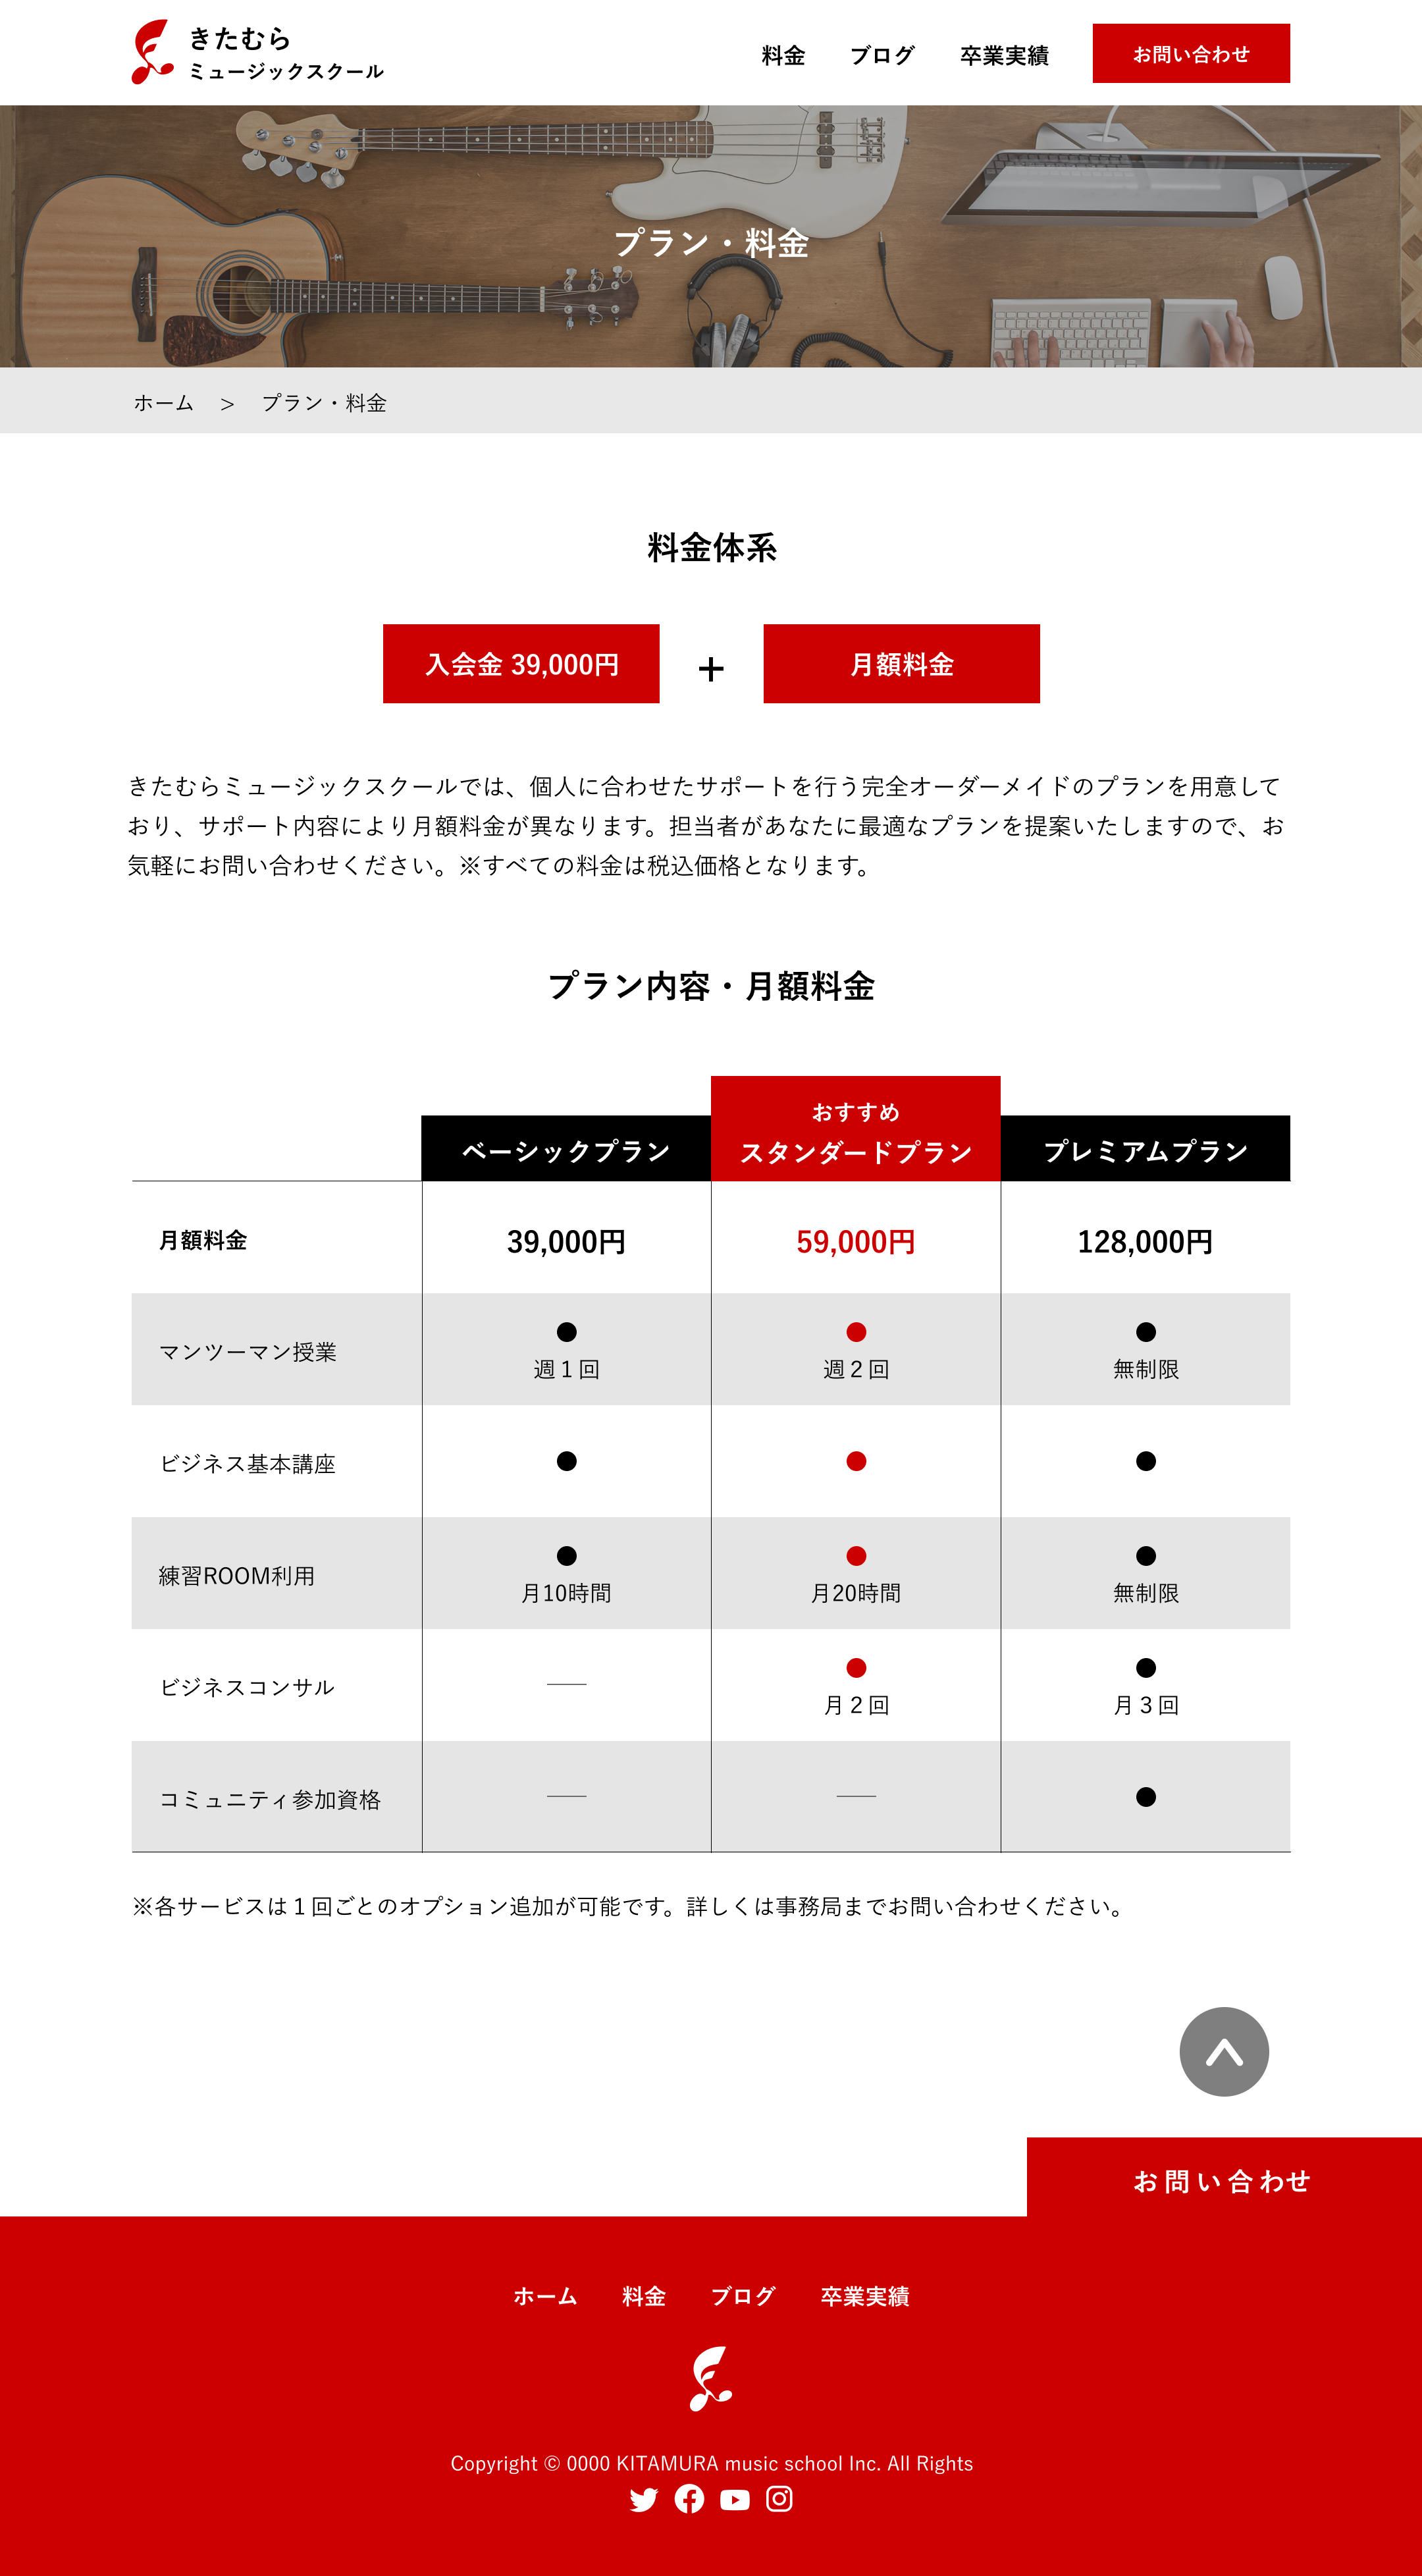 きたむら
ミュージックスクール
料金 ブログ 卒業実績 お問い合わせ
プラン・料金
ホーム ＞ プラン・料金
料金体系
入会金 39,000円 + 月額料金
きたむらミュージックスクールでは、個人に合わせたサポートを行う完全オーダーメイドのプランを用意して
おり、サポート内容により月額料金が異なります。担当者があなたに最適なプランを提案いたしますので、お
気軽にお問い合わせください。※すべての料金は税込価格となります。
プラン内容・月額料金
おすすめ
ベーシックプラン スタンダードプラン プレミアムプラン
月額料金 39,000円 59,000円 128,000円
マンツーマン授業 ● 週１回 ● 週２回 ● 無制限
ビジネス基本講座 ● ● ●
練習ROOM利用 ● 月10時間 ● 月20時間 ● 無制限
ビジネスコンサル — ● 月２回 ● 月３回
コミュニティ参加資格 — — ●
※各サービスは１回ごとのオプション追加が可能です。詳しくは事務局までお問い合わせください。
お問い合わせ
ホーム 料金 ブログ 卒業実績
Copyright © 0000 KITAMURA music school Inc. All Rights